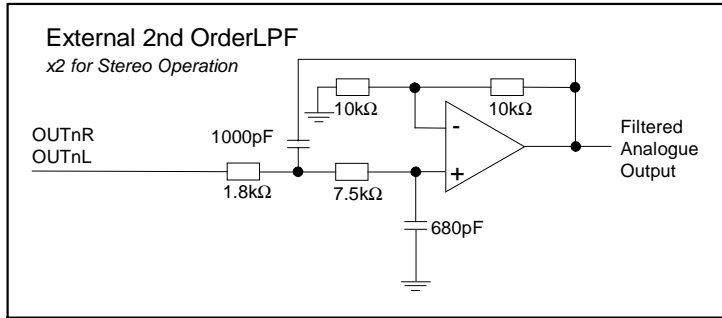 External 2nd OrderLPF
x2 for Stereo Operation
10kΩ
10kΩ
OUTnR
OUTnL
1000pF
-
+
Filtered
Analogue
Output
1.8kΩ
7.5kΩ
680pF